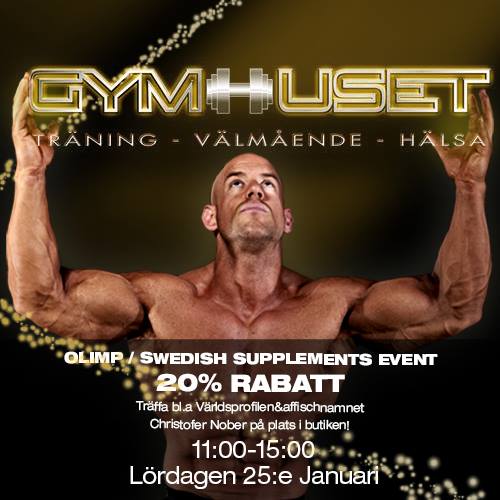 GYMHUSET
TRÄNING - VÄLMÅENDE - HÄLSA
OLIMP / SWEDISH SUPPLEMENTS EVENT
20% RABATT
Träffa bl.a Världsprofilen&affischnamnet
Christofer Nober på plats i butiken!
11:00-15:00
Lördagen 25:e Januari